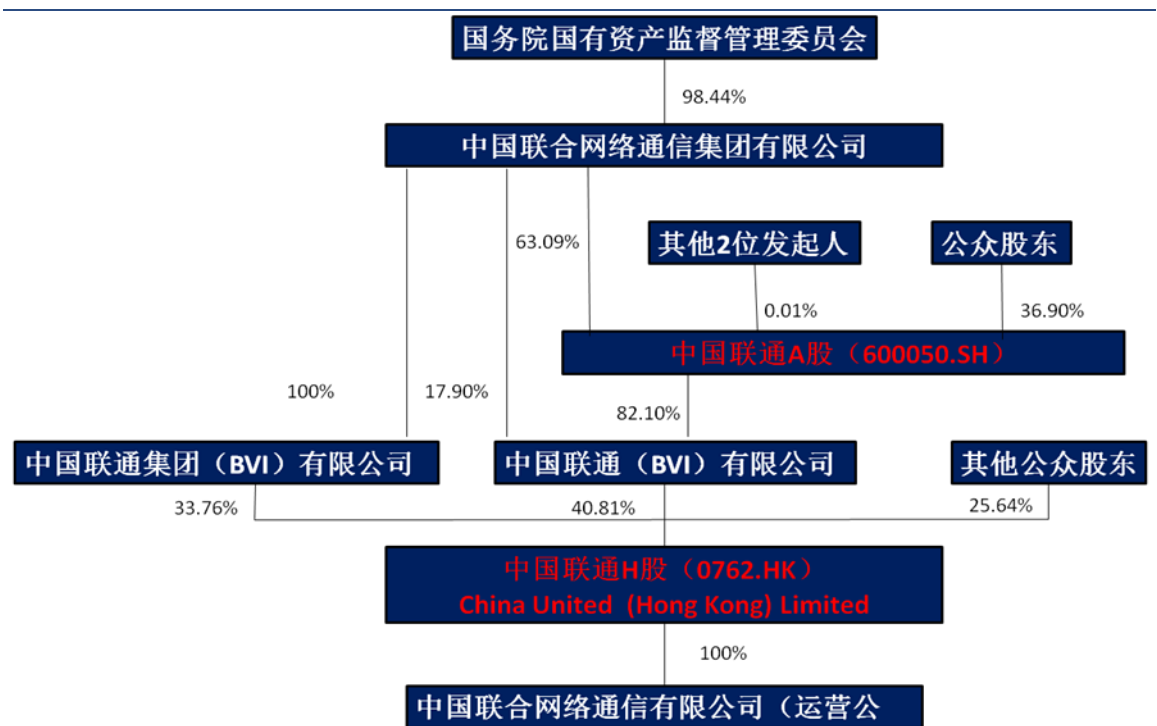 国务院国有资产监督管理委员会
98.44%
中国联合网络通信集团有限公司
63.09%
其他2位发起人
公众股东
0.01%
36.90%
中国联通A股（600050.SH）
100%
17.90%
82.10%
中国联通集团（BVI）有限公司
中国联通（BVI）有限公司
其他公众股东
33.76%
40.81%
25.64%
中国联通H股（0762.HK）
China United (Hong Kong) Limited
100%
中国联合网络通信有限公司（运营公